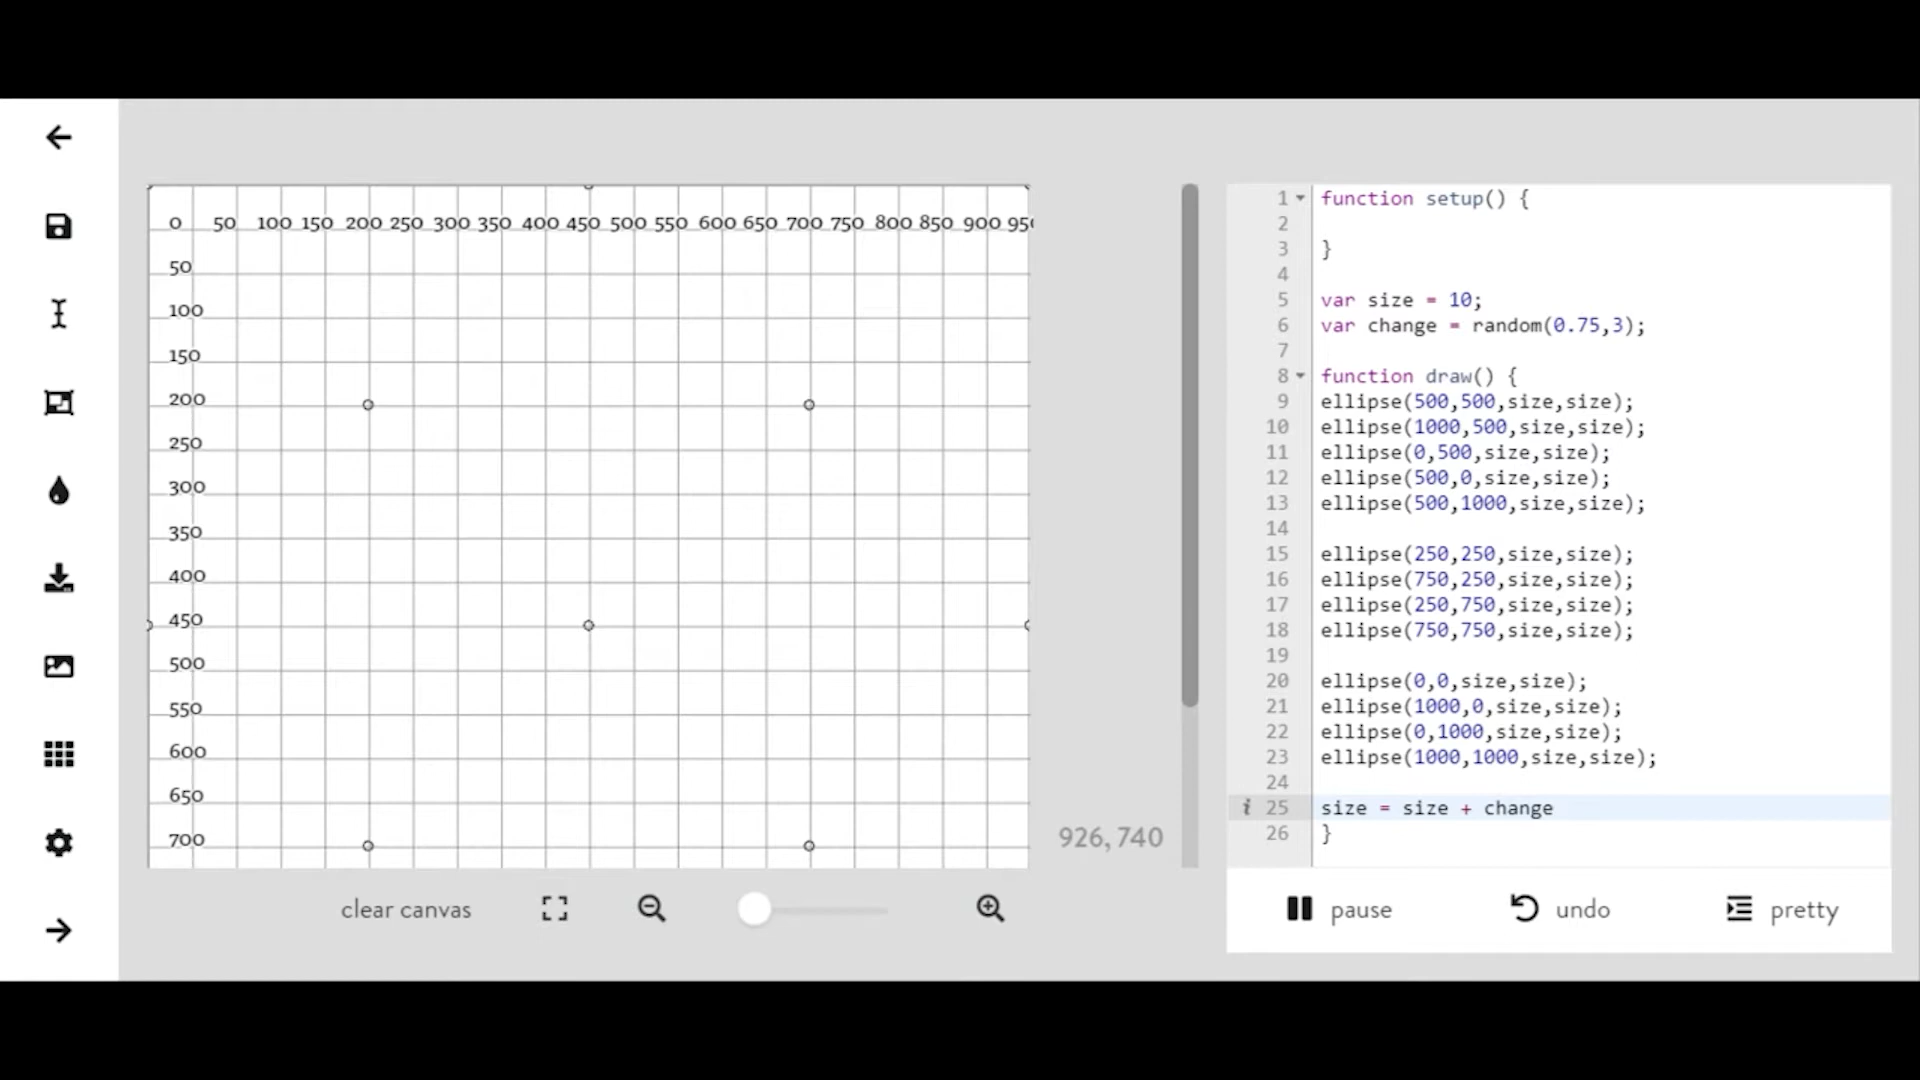 0 50 100 150 200 250 300 350 400 450 500 550 600 650 700 750 800 850 900 950
50
100
150
200
250
300
350
400
450
500
550
600
650
700
926, 740
clear canvas
1 function setup() {
2
3 }
4
5 var size = 10;
6 var change = random(0.75,3);
7
8 function draw() {
9 ellipse(500,500,size,size);
10 ellipse(1000,500,size,size);
11 ellipse(0,500,size,size);
12 ellipse(500,0,size,size);
13 ellipse(500,1000,size,size);
14
15 ellipse(250,250,size,size);
16 ellipse(750,250,size,size);
17 ellipse(250,750,size,size);
18 ellipse(750,750,size,size);
19
20 ellipse(0,0,size,size);
21 ellipse(1000,0,size,size);
22 ellipse(0,1000,size,size);
23 ellipse(1000,1000,size,size);
24
i 25 size = size + change
26 }
pause undo pretty